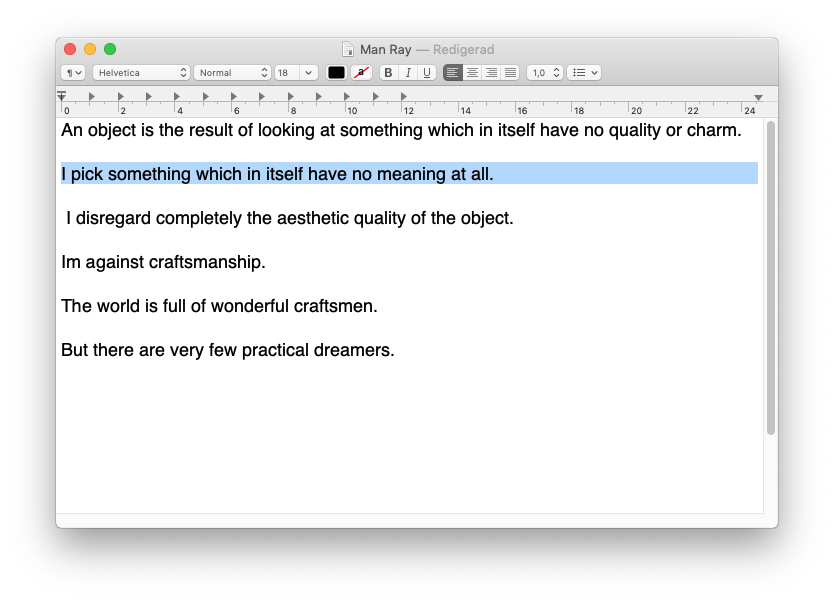 Man Ray — Redigerad
¶ Helvetica Normal 18 a B I U 1,0
0 2 4 6 8 10 12 14 16 18 20 22 24
An object is the result of looking at something which in itself have no quality or charm.
I pick something which in itself have no meaning at all.
I disregard completely the aesthetic quality of the object.
Im against craftsmanship.
The world is full of wonderful craftsmen.
But there are very few practical dreamers.